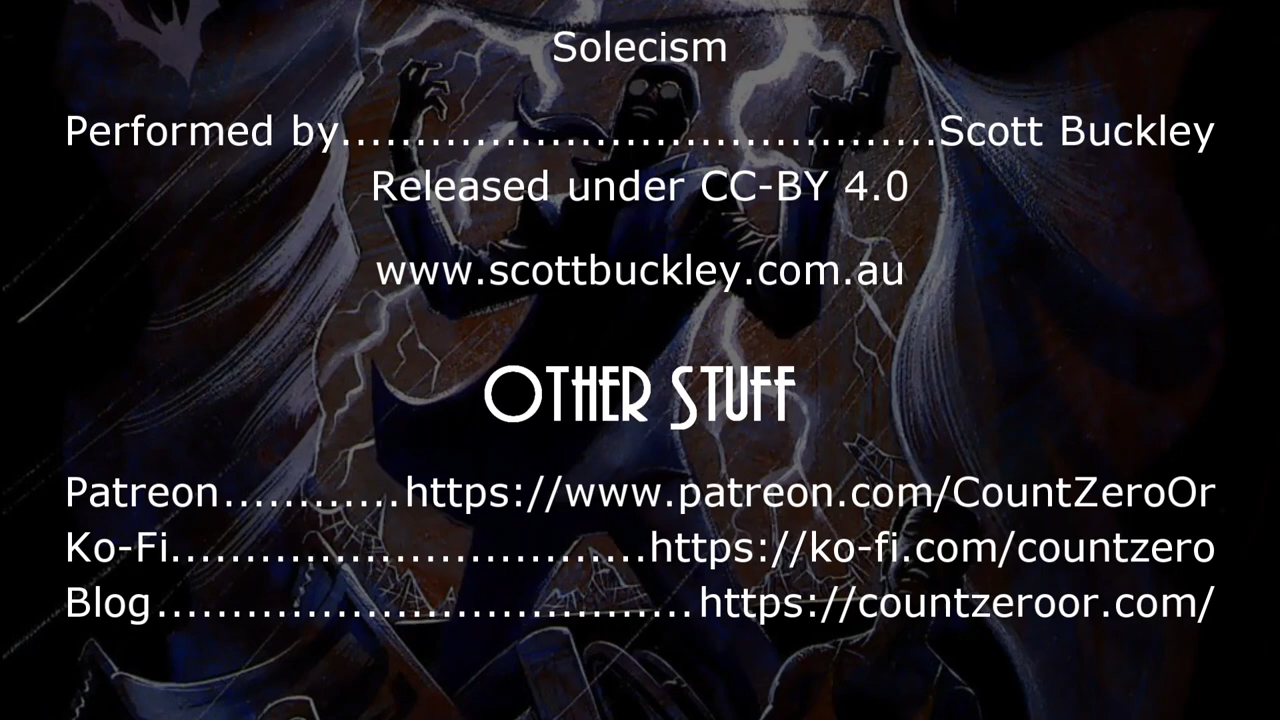 Solecism
Performed by........................................Scott Buckley
Released under CC-BY 4.0
www.scottbuckley.com.au
Other Stuff
Patreon............https://www.patreon.com/CountZeroOr
Ko-Fi................................https://ko-fi.com/countzero
Blog....................................https://countzeroor.com/